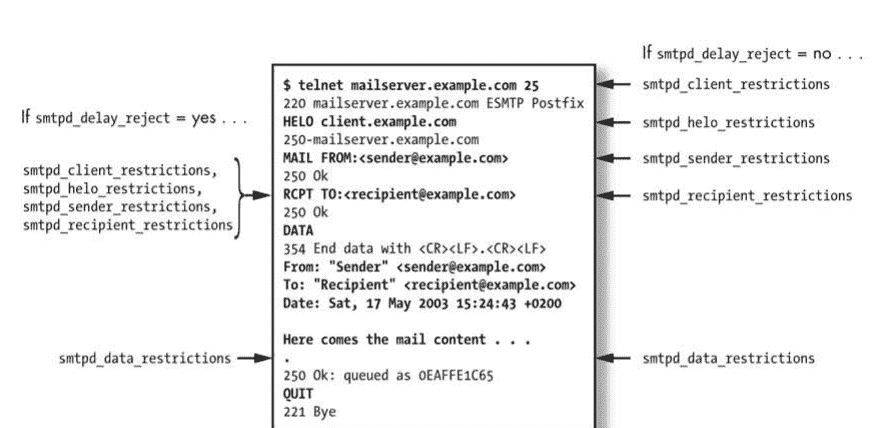 If smtpd_delay_reject = no . . .
smtpd_client_restrictions
smtpd_helo_restrictions
smtpd_sender_restrictions
smtpd_recipient_restrictions
smtpd_data_restrictions
If smtpd_delay_reject = yes . . .
smtpd_client_restrictions,
smtpd_helo_restrictions,
smtpd_sender_restrictions,
smtpd_recipient_restrictions
smtpd_data_restrictions
$ telnet mailserver.example.com 25
220 mailserver.example.com ESMTP Postfix
HELO client.example.com
250-mailserver.example.com
MAIL FROM:<sender@example.com>
250 Ok
RCPT TO:<recipient@example.com>
250 Ok
DATA
354 End data with <CR><LF>.<CR><LF>
From: "Sender" <sender@example.com>
To: "Recipient" <recipient@example.com>
Date: Sat, 17 May 2003 15:24:43 +0200
Here comes the mail content . . .
.
250 Ok: queued as 0EAFFE1C65
QUIT
221 Bye